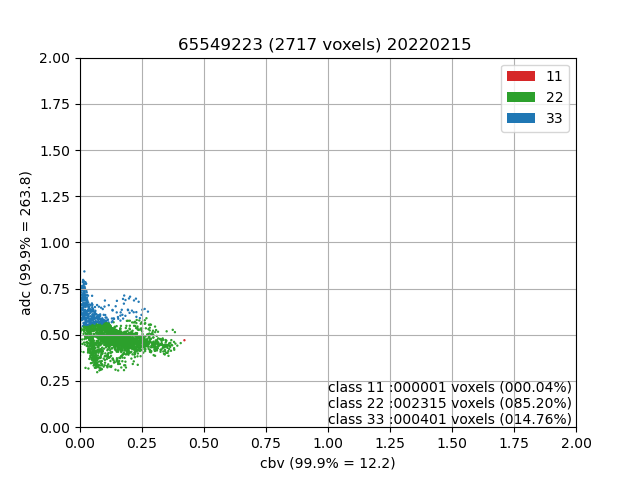 65549223 (2717 voxels) 20220215
2.00
1.75
1.50
1.25
1.00
0.75
0.50
0.25
0.00
adc (99.9% = 263.8)
11
22
33
class 11 :000001 voxels (000.04%)
class 22 :002315 voxels (085.20%)
class 33 :000401 voxels (014.76%)
0.00 0.25 0.50 0.75 1.00 1.25 1.50 1.75 2.00
cbv (99.9% = 12.2)